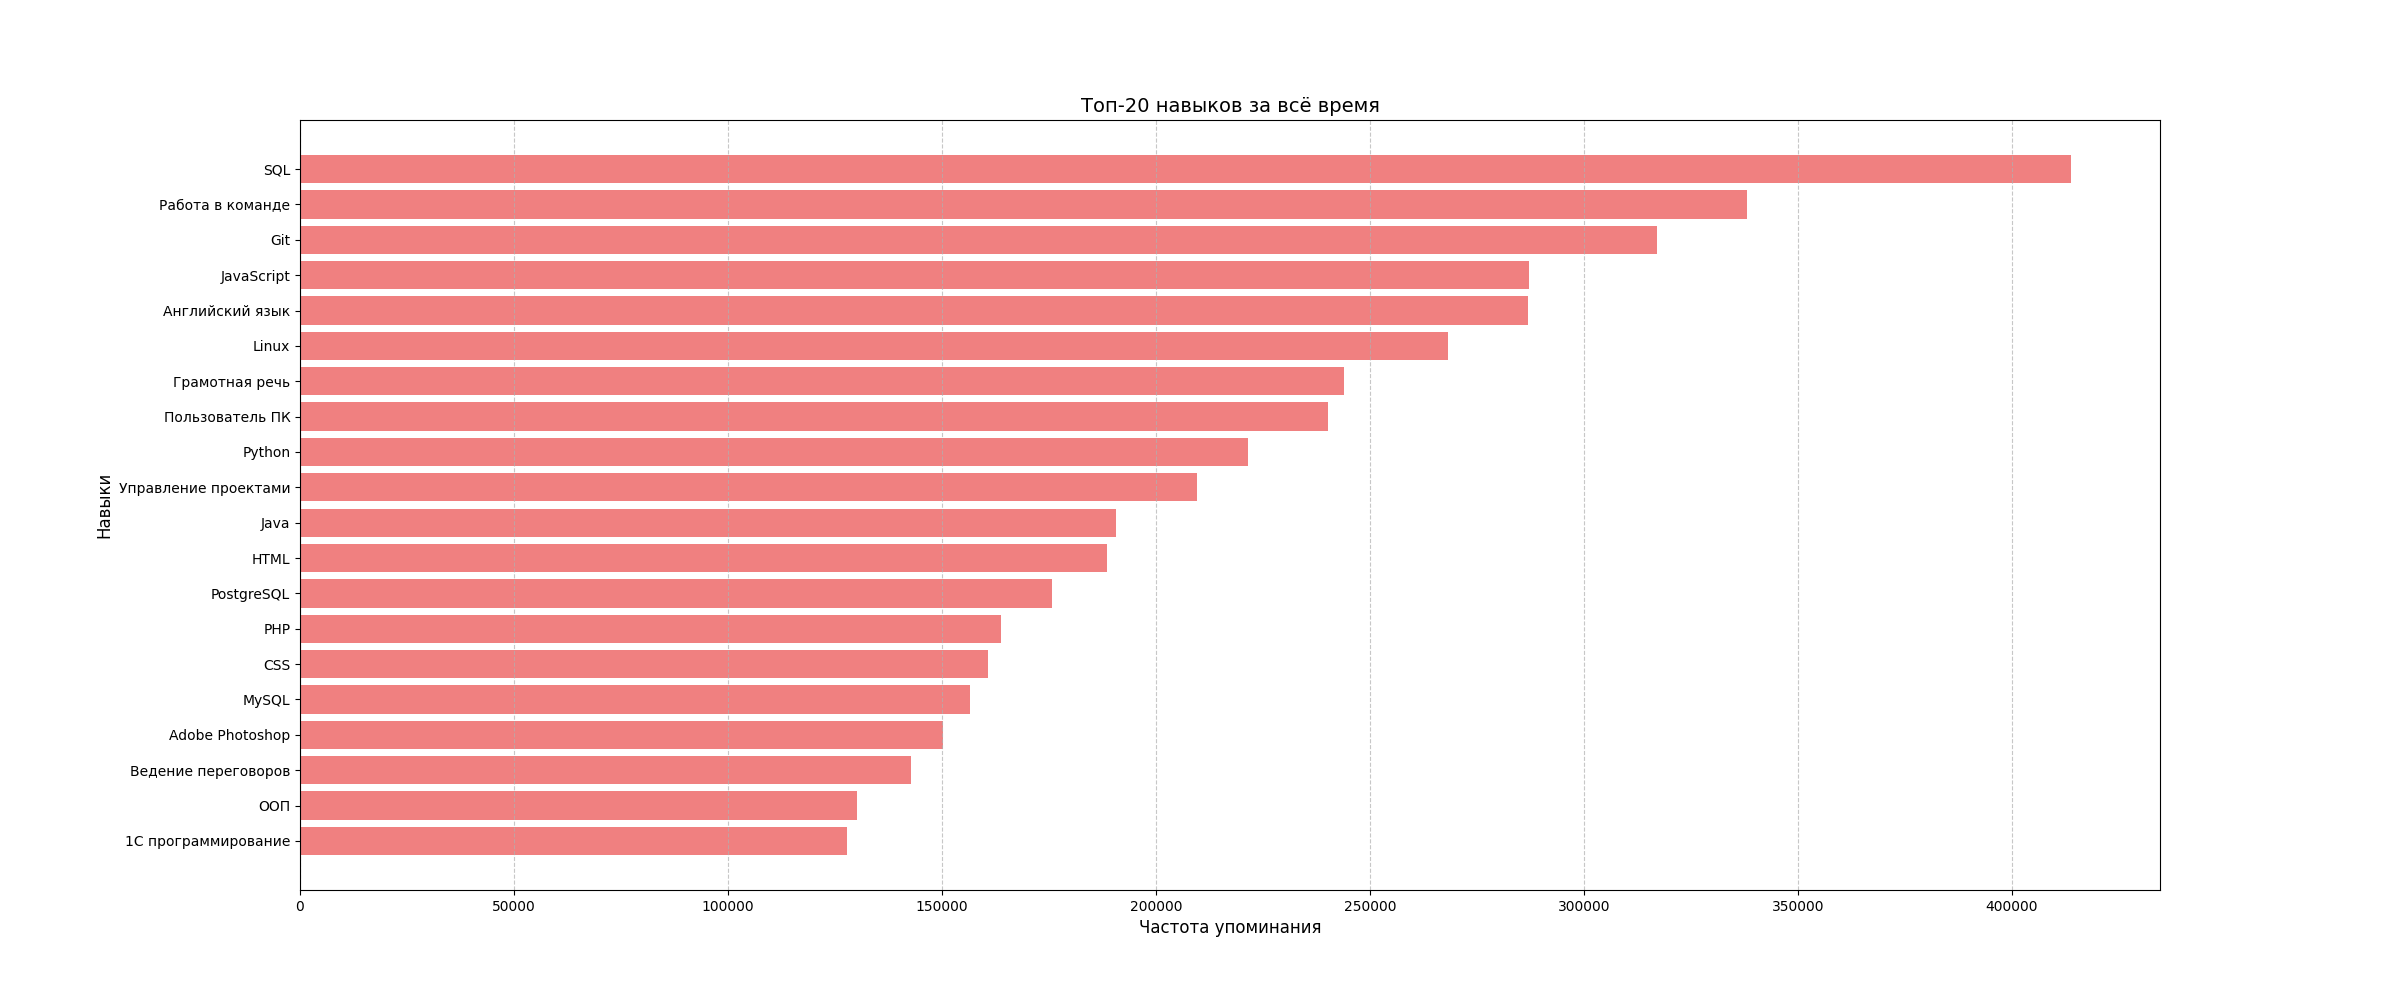 Топ-20 навыков за всё время
SQL
Работа в команде
Git
JavaScript
Английский язык
Linux
Грамотная речь
Пользователь ПК
Python
Управление проектами
Java
HTML
PostgreSQL
PHP
CSS
MySQL
Adobe Photoshop
Ведение переговоров
ООП
1С программирование
Навыки
0 50000 100000 150000 200000 250000 300000 350000 400000
Частота упоминания